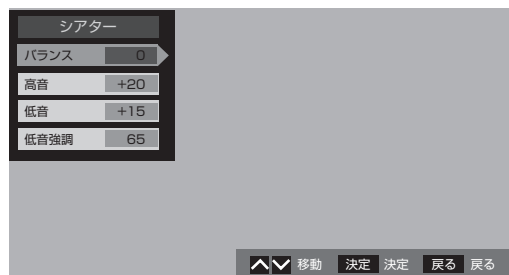 シアター
バランス 0
高音 +20
低音 +15
低音強調 65
移動 決定 決定 戻る 戻る